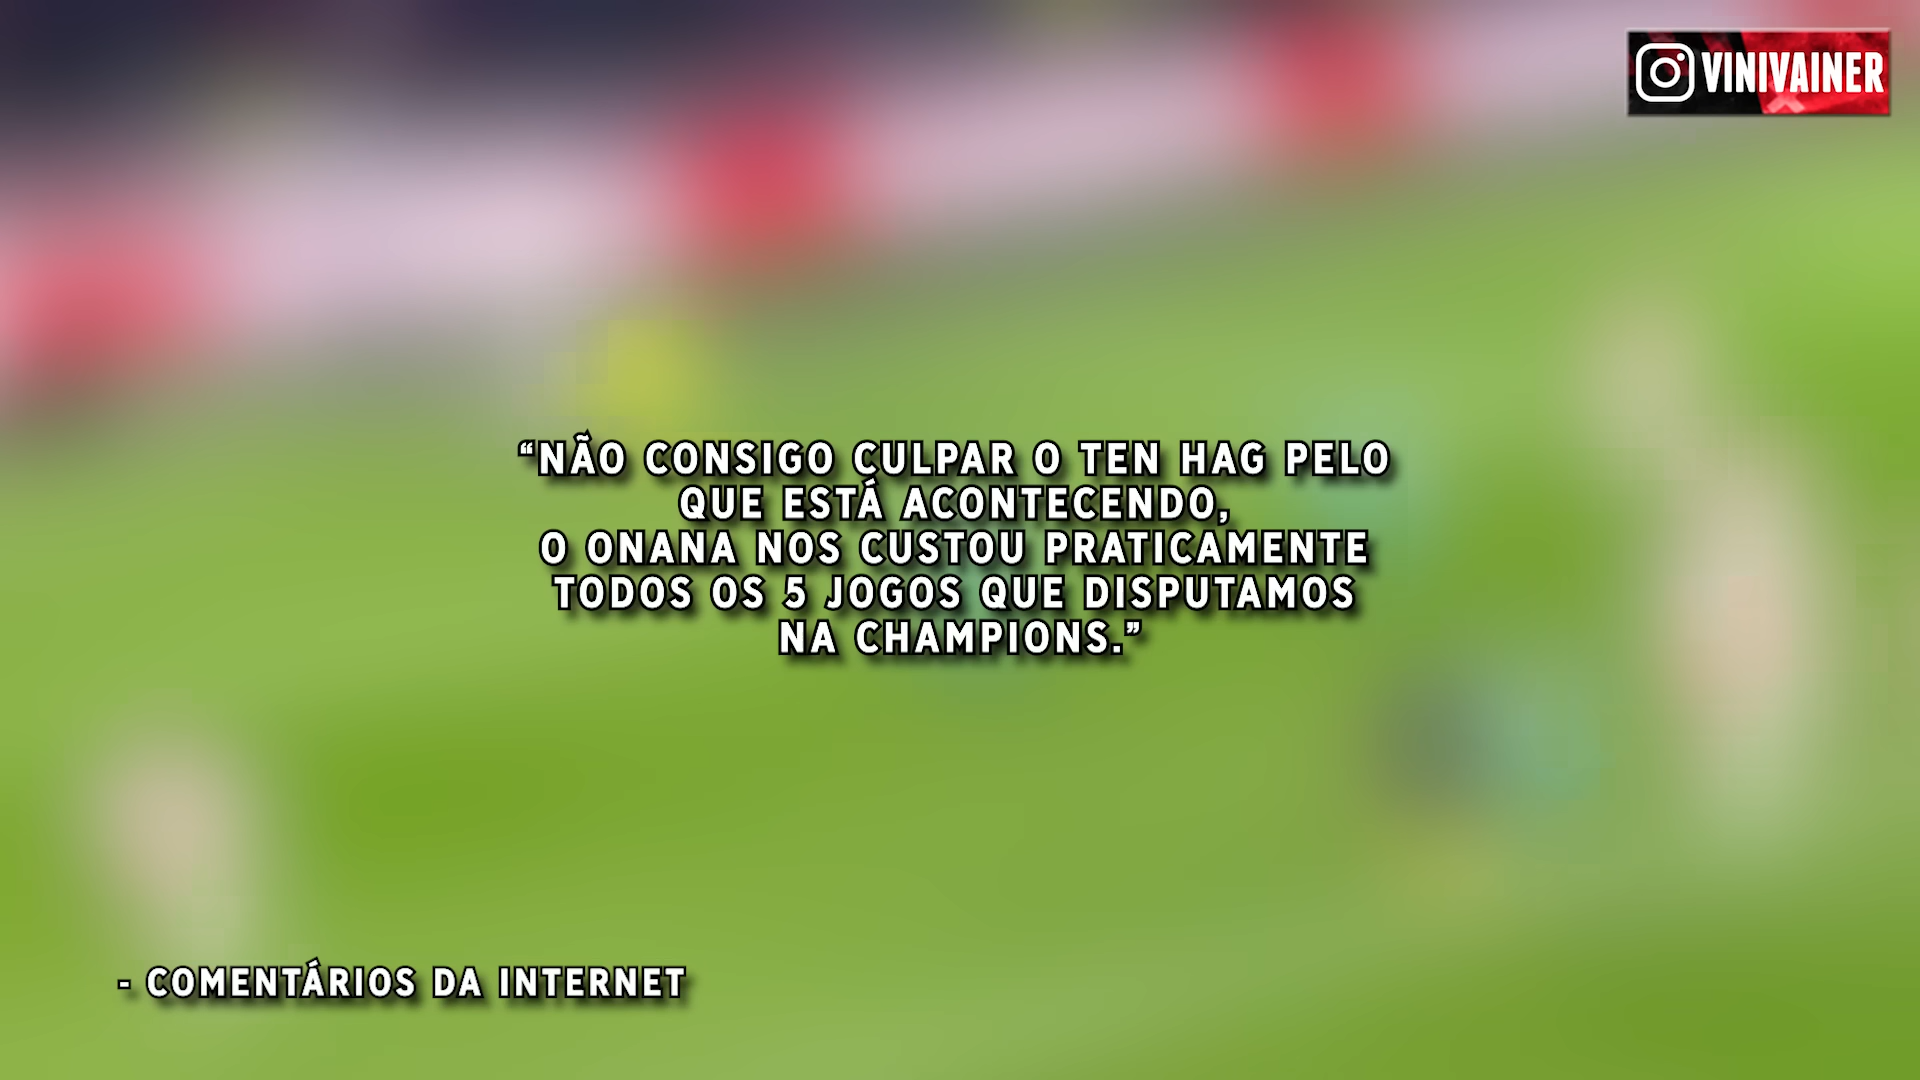 VINIVAINER
“NÃO CONSIGO CULPAR O TEN HAG PELO
QUE ESTÁ ACONTECENDO,
O ONANA NOS CUSTOU PRATICAMENTE
TODOS OS 5 JOGOS QUE DISPUTAMOS
NA CHAMPIONS.”
- COMENTÁRIOS DA INTERNET